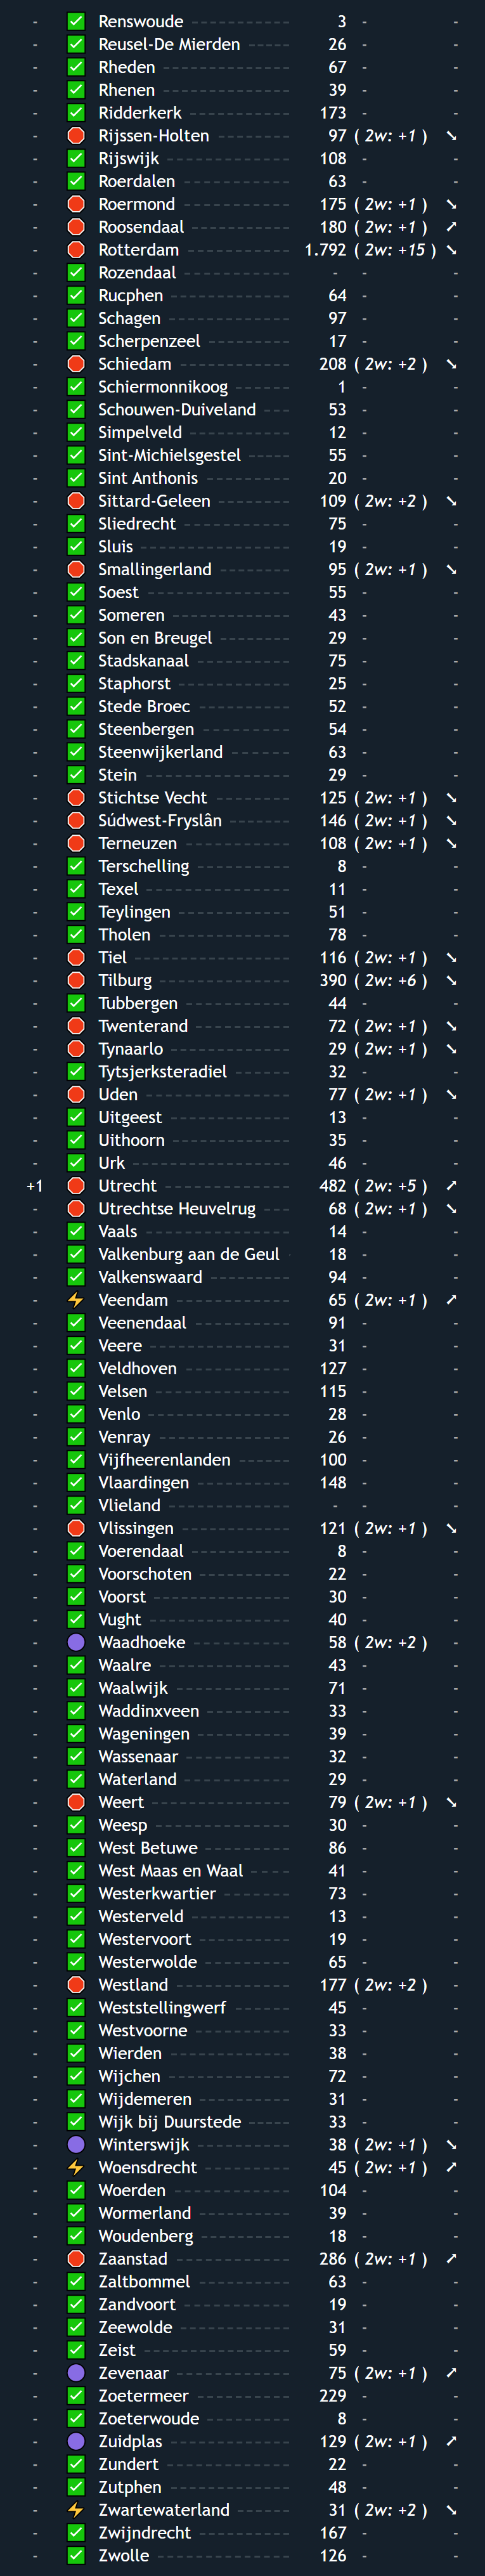 - ✅ Renswoude 3 - -
- ✅ Reusel-De Mierden 26 - -
- ✅ Rheden 67 - -
- ✅ Rhenen 39 - -
- ✅ Ridderkerk 173 - -
- 🛑 Rijssen-Holten 97 ( 2w: +1 ) ➘
- ✅ Rijswijk 108 - -
- ✅ Roerdalen 63 - -
- 🛑 Roermond 175 ( 2w: +1 ) ➘
- 🛑 Roosendaal 180 ( 2w: +1 ) ➚
- 🛑 Rotterdam 1.792 ( 2w: +15 ) ➘
- ✅ Rozendaal - - -
- ✅ Rucphen 64 - -
- ✅ Schagen 97 - -
- ✅ Scherpenzeel 17 - -
- 🛑 Schiedam 208 ( 2w: +2 ) ➘
- ✅ Schiermonnikoog 1 - -
- ✅ Schouwen-Duiveland 53 - -
- ✅ Simpelveld 12 - -
- ✅ Sint-Michielsgestel 55 - -
- ✅ Sint Anthonis 20 - -
- 🛑 Sittard-Geleen 109 ( 2w: +2 ) ➘
- ✅ Sliedrecht 75 - -
- ✅ Sluis 19 - -
- 🛑 Smallingerland 95 ( 2w: +1 ) ➘
- ✅ Soest 55 - -
- ✅ Someren 43 - -
- ✅ Son en Breugel 29 - -
- ✅ Stadskanaal 75 - -
- ✅ Staphorst 25 - -
- ✅ Stede Broec 52 - -
- ✅ Steenbergen 54 - -
- ✅ Steenwijkerland 63 - -
- ✅ Stein 29 - -
- 🛑 Stichtse Vecht 125 ( 2w: +1 ) ➘
- 🛑 Súdwest-Fryslân 146 ( 2w: +1 ) ➘
- 🛑 Terneuzen 108 ( 2w: +1 ) ➘
- ✅ Terschelling 8 - -
- ✅ Texel 11 - -
- ✅ Teylingen 51 - -
- ✅ Tholen 78 - -
- 🛑 Tiel 116 ( 2w: +1 ) ➘
- 🛑 Tilburg 390 ( 2w: +6 ) ➘
- ✅ Tubbergen 44 - -
- 🛑 Twenterand 72 ( 2w: +1 ) ➘
- 🛑 Tynaarlo 29 ( 2w: +1 ) ➘
- ✅ Tytsjerksteradiel 32 - -
- 🛑 Uden 77 ( 2w: +1 ) ➘
- ✅ Uitgeest 13 - -
- ✅ Uithoorn 35 - -
- ✅ Urk 46 - -
+1 🛑 Utrecht 482 ( 2w: +5 ) ➚
- 🛑 Utrechtse Heuvelrug 68 ( 2w: +1 ) ➘
- ✅ Vaals 14 - -
- ✅ Valkenburg aan de Geul 18 - -
- ✅ Valkenswaard 94 - -
- ⚡ Veendam 65 ( 2w: +1 ) ➚
- ✅ Veenendaal 91 - -
- ✅ Veere 31 - -
- ✅ Veldhoven 127 - -
- ✅ Velsen 115 - -
- ✅ Venlo 28 - -
- ✅ Venray 26 - -
- ✅ Vijfheerenlanden 100 - -
- ✅ Vlaardingen 148 - -
- ✅ Vlieland - - -
- 🛑 Vlissingen 121 ( 2w: +1 ) ➘
- ✅ Voerendaal 8 - -
- ✅ Voorschoten 22 - -
- ✅ Voorst 30 - -
- ✅ Vught 40 - -
- 🟣 Waadhoeke 58 ( 2w: +2 ) -
- ✅ Waalre 43 - -
- ✅ Waalwijk 71 - -
- ✅ Waddinxveen 33 - -
- ✅ Wageningen 39 - -
- ✅ Wassenaar 32 - -
- ✅ Waterland 29 - -
- 🛑 Weert 79 ( 2w: +1 ) ➘
- ✅ Weesp 30 - -
- ✅ West Betuwe 86 - -
- ✅ West Maas en Waal 41 - -
- ✅ Westerkwartier 73 - -
- ✅ Westerveld 13 - -
- ✅ Westervoort 19 - -
- ✅ Westerwolde 65 - -
- 🛑 Westland 177 ( 2w: +2 ) -
- ✅ Weststellingwerf 45 - -
- ✅ Westvoorne 33 - -
- ✅ Wierden 38 - -
- ✅ Wijchen 72 - -
- ✅ Wijdemeren 31 - -
- ✅ Wijk bij Duurstede 33 - -
- 🟣 Winterswijk 38 ( 2w: +1 ) ➘
- ⚡ Woensdrecht 45 ( 2w: +1 ) ➚
- ✅ Woerden 104 - -
- ✅ Wormerland 39 - -
- ✅ Woudenberg 18 - -
- 🛑 Zaanstad 286 ( 2w: +1 ) ➚
- ✅ Zaltbommel 63 - -
- ✅ Zandvoort 19 - -
- ✅ Zeewolde 31 - -
- ✅ Zeist 59 - -
- 🟣 Zevenaar 75 ( 2w: +1 ) ➚
- ✅ Zoetermeer 229 - -
- ✅ Zoeterwoude 8 - -
- 🟣 Zuidplas 129 ( 2w: +1 ) ➚
- ✅ Zundert 22 - -
- ✅ Zutphen 48 - -
- ⚡ Zwartewaterland 31 ( 2w: +2 ) ➘
- ✅ Zwijndrecht 167 - -
- ✅ Zwolle 126 - -